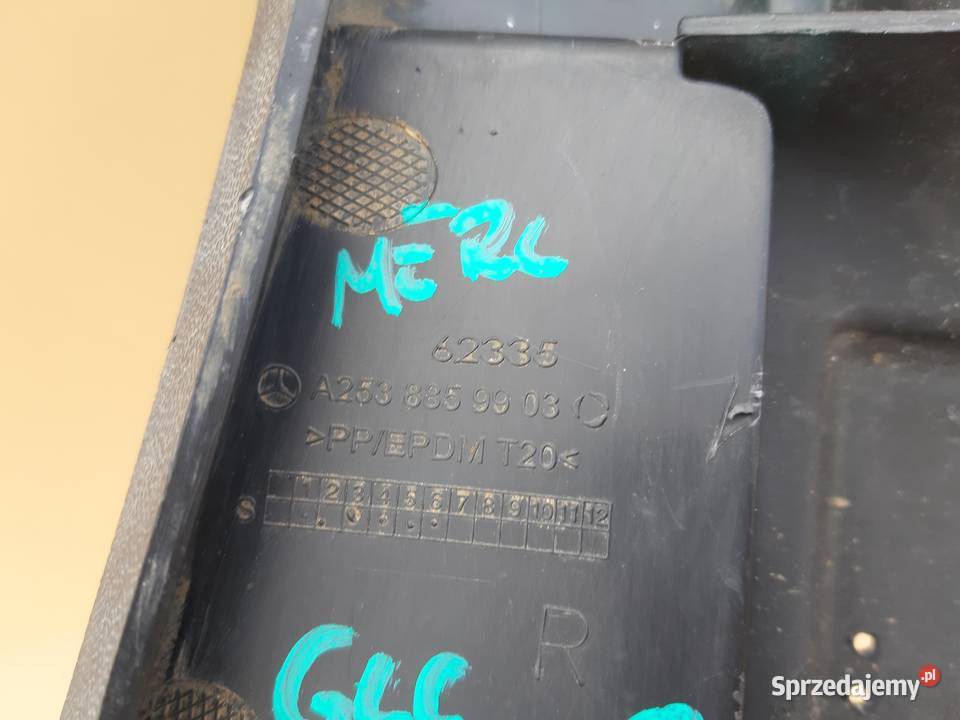 MERC
62335
A253 885 99 03
>PP/EPDM T20<
1 2 3 4 5 6 7 8 9 10 11 12
S
R
GLC
Sprzedajemy.pl